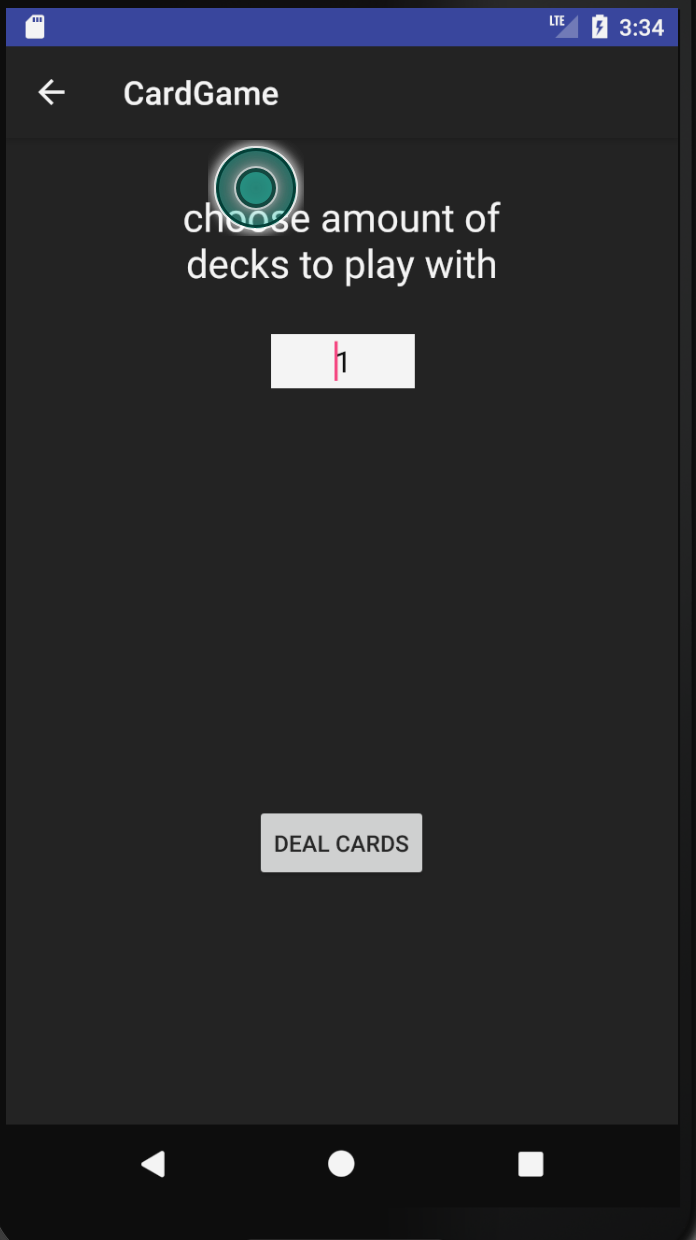 LTE 3:34
CardGame
choose amount of
decks to play with
1
DEAL CARDS